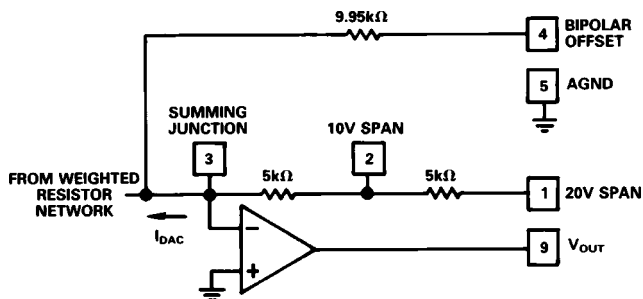 9.95kΩ
4
BIPOLAR
OFFSET
5
AGND
SUMMING
JUNCTION
3
10V SPAN
2
5kΩ
5kΩ
1
20V SPAN
FROM WEIGHTED
RESISTOR
NETWORK
IDAC
−
+
9
VOUT